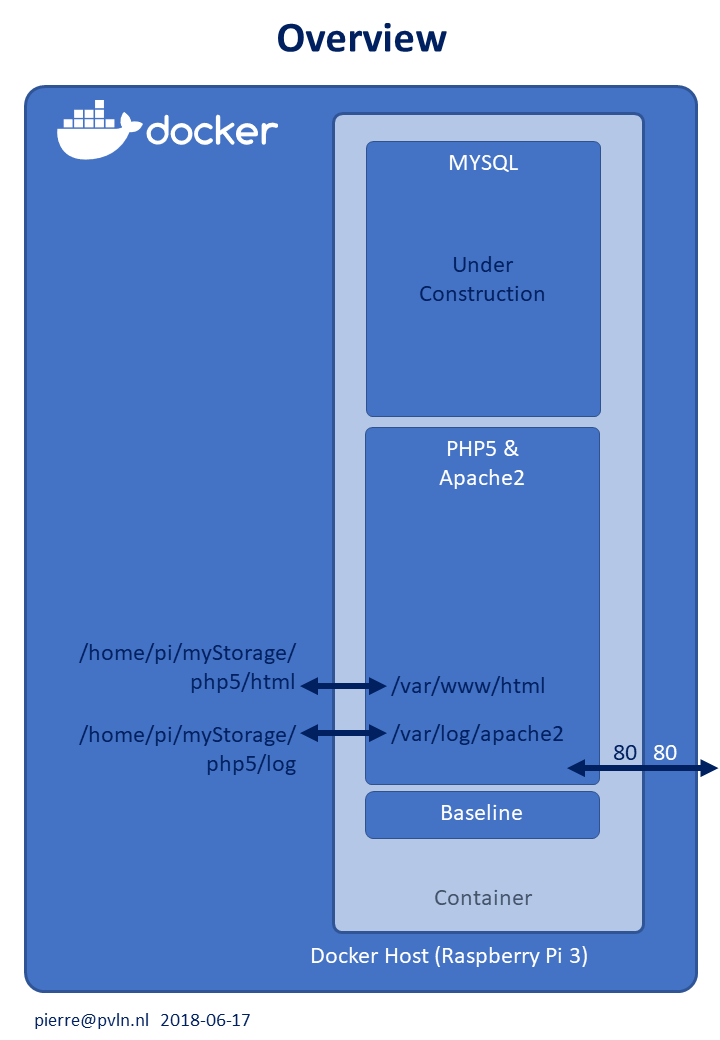 Overview
docker
MYSQL
Under
Construction
PHP5 &
Apache2
/home/pi/myStorage/
php5/html
/var/www/html
/home/pi/myStorage/
php5/log
/var/log/apache2
80 80
Baseline
Container
Docker Host (Raspberry Pi 3)
pierre@pvln.nl 2018-06-17